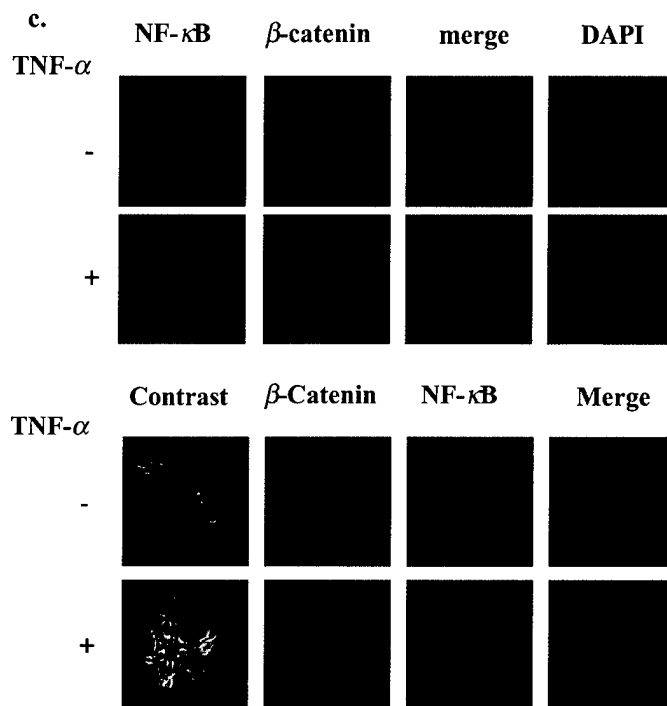 c.
NF-κB β-catenin merge DAPI
TNF-α
-
+
Contrast β-Catenin NF-κB Merge
TNF-α
-
+